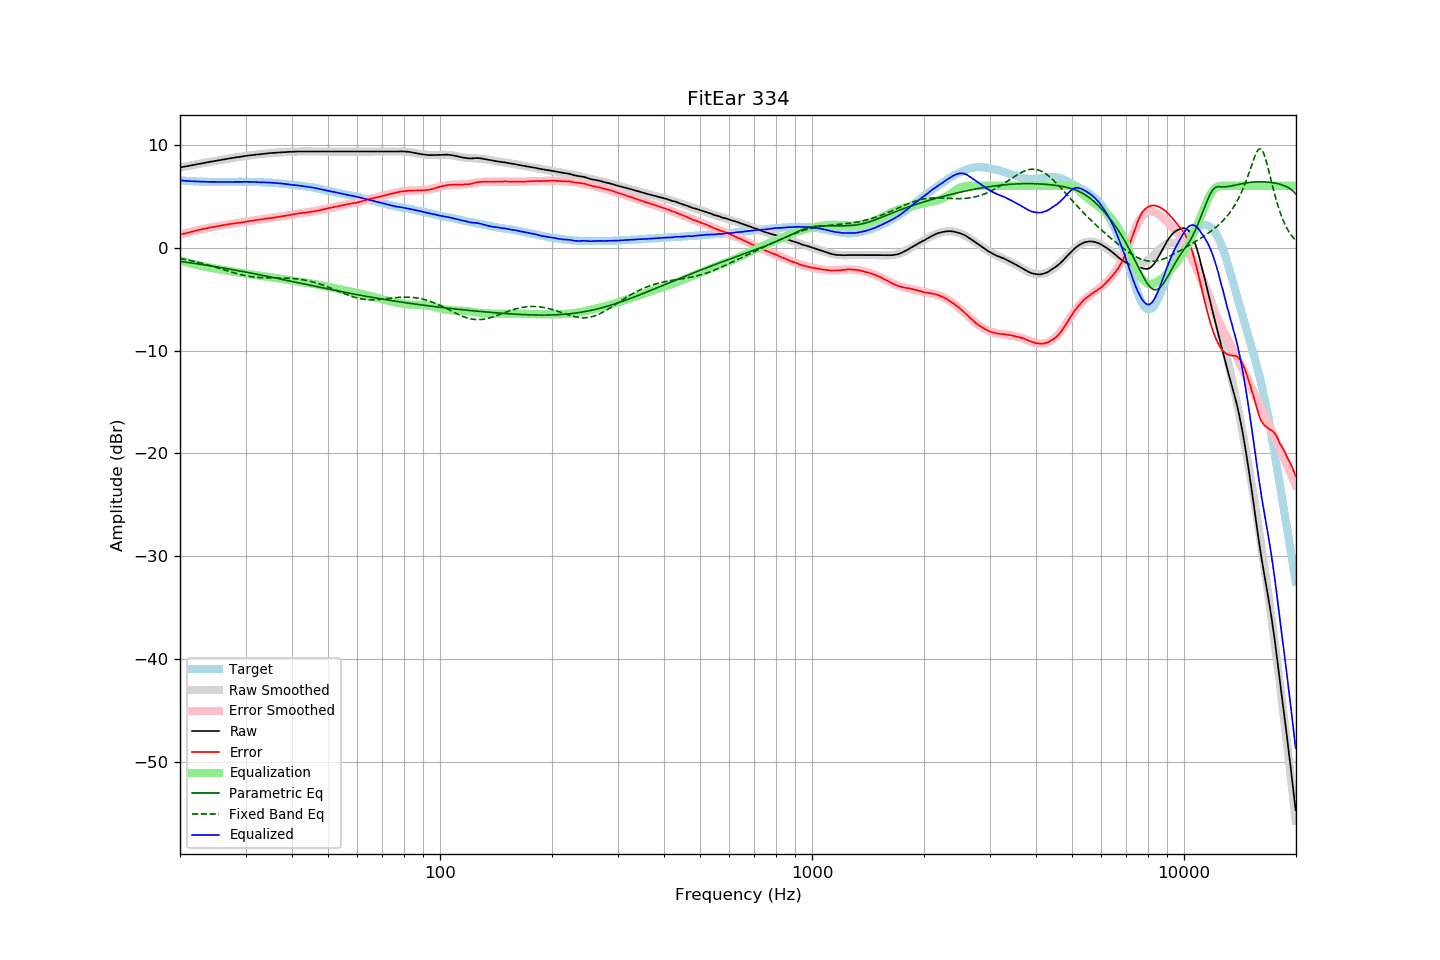 FitEar 334
10
0
−10
−20
−30
−40
−50
Amplitude (dBr)
Target
Raw Smoothed
Error Smoothed
Raw
Error
Equalization
Parametric Eq
Fixed Band Eq
Equalized
100
1000
10000
Frequency (Hz)